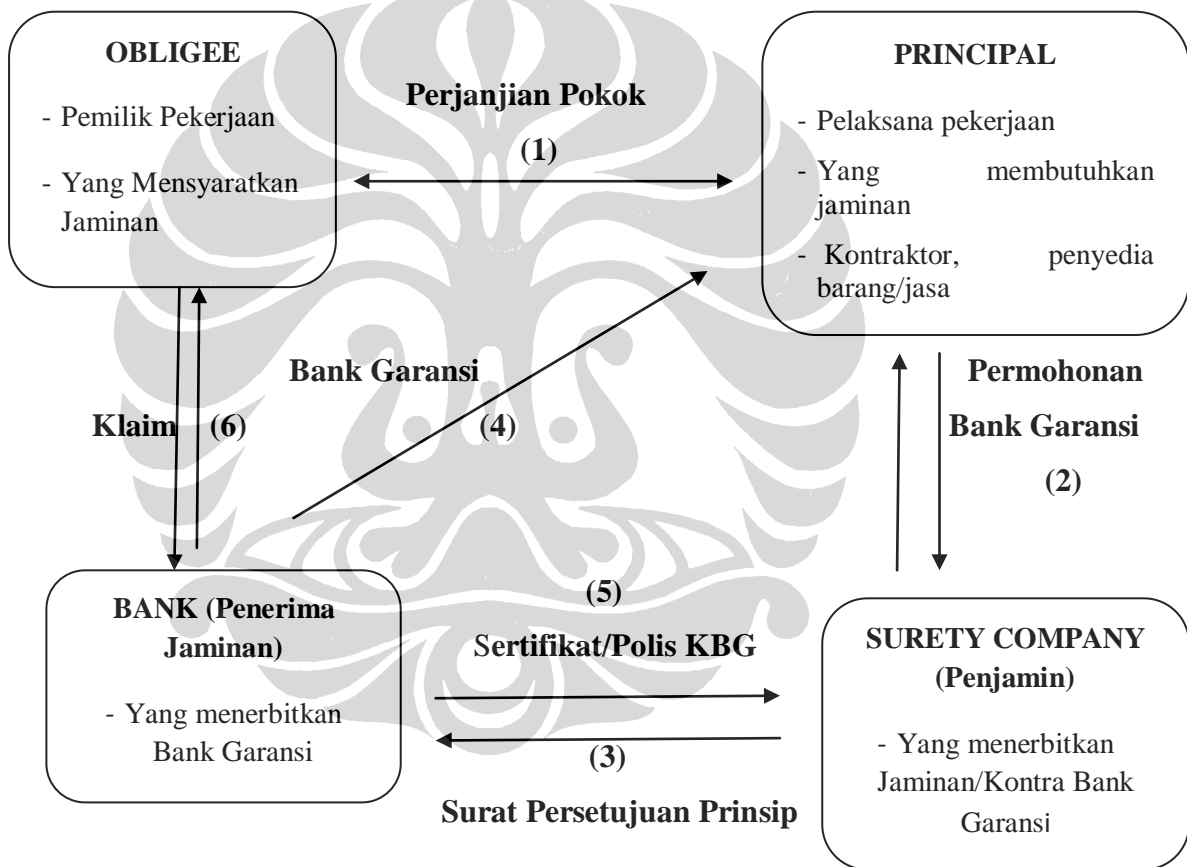 OBLIGEE
- Pemilik Pekerjaan
- Yang Mensyaratkan
Jaminan
Perjanjian Pokok
(1)
PRINCIPAL
- Pelaksana pekerjaan
- Yang membutuhkan
jaminan
- Kontraktor, penyedia
barang/jasa
Bank Garansi
(4)
Klaim (6)
Permohonan
Bank Garansi
(2)
BANK (Penerima
Jaminan)
- Yang menerbitkan
Bank Garansi
(5)
Sertifikat/Polis KBG
(3)
Surat Persetujuan Prinsip
SURETY COMPANY
(Penjamin)
- Yang menerbitkan
Jaminan/Kontra Bank
Garansi